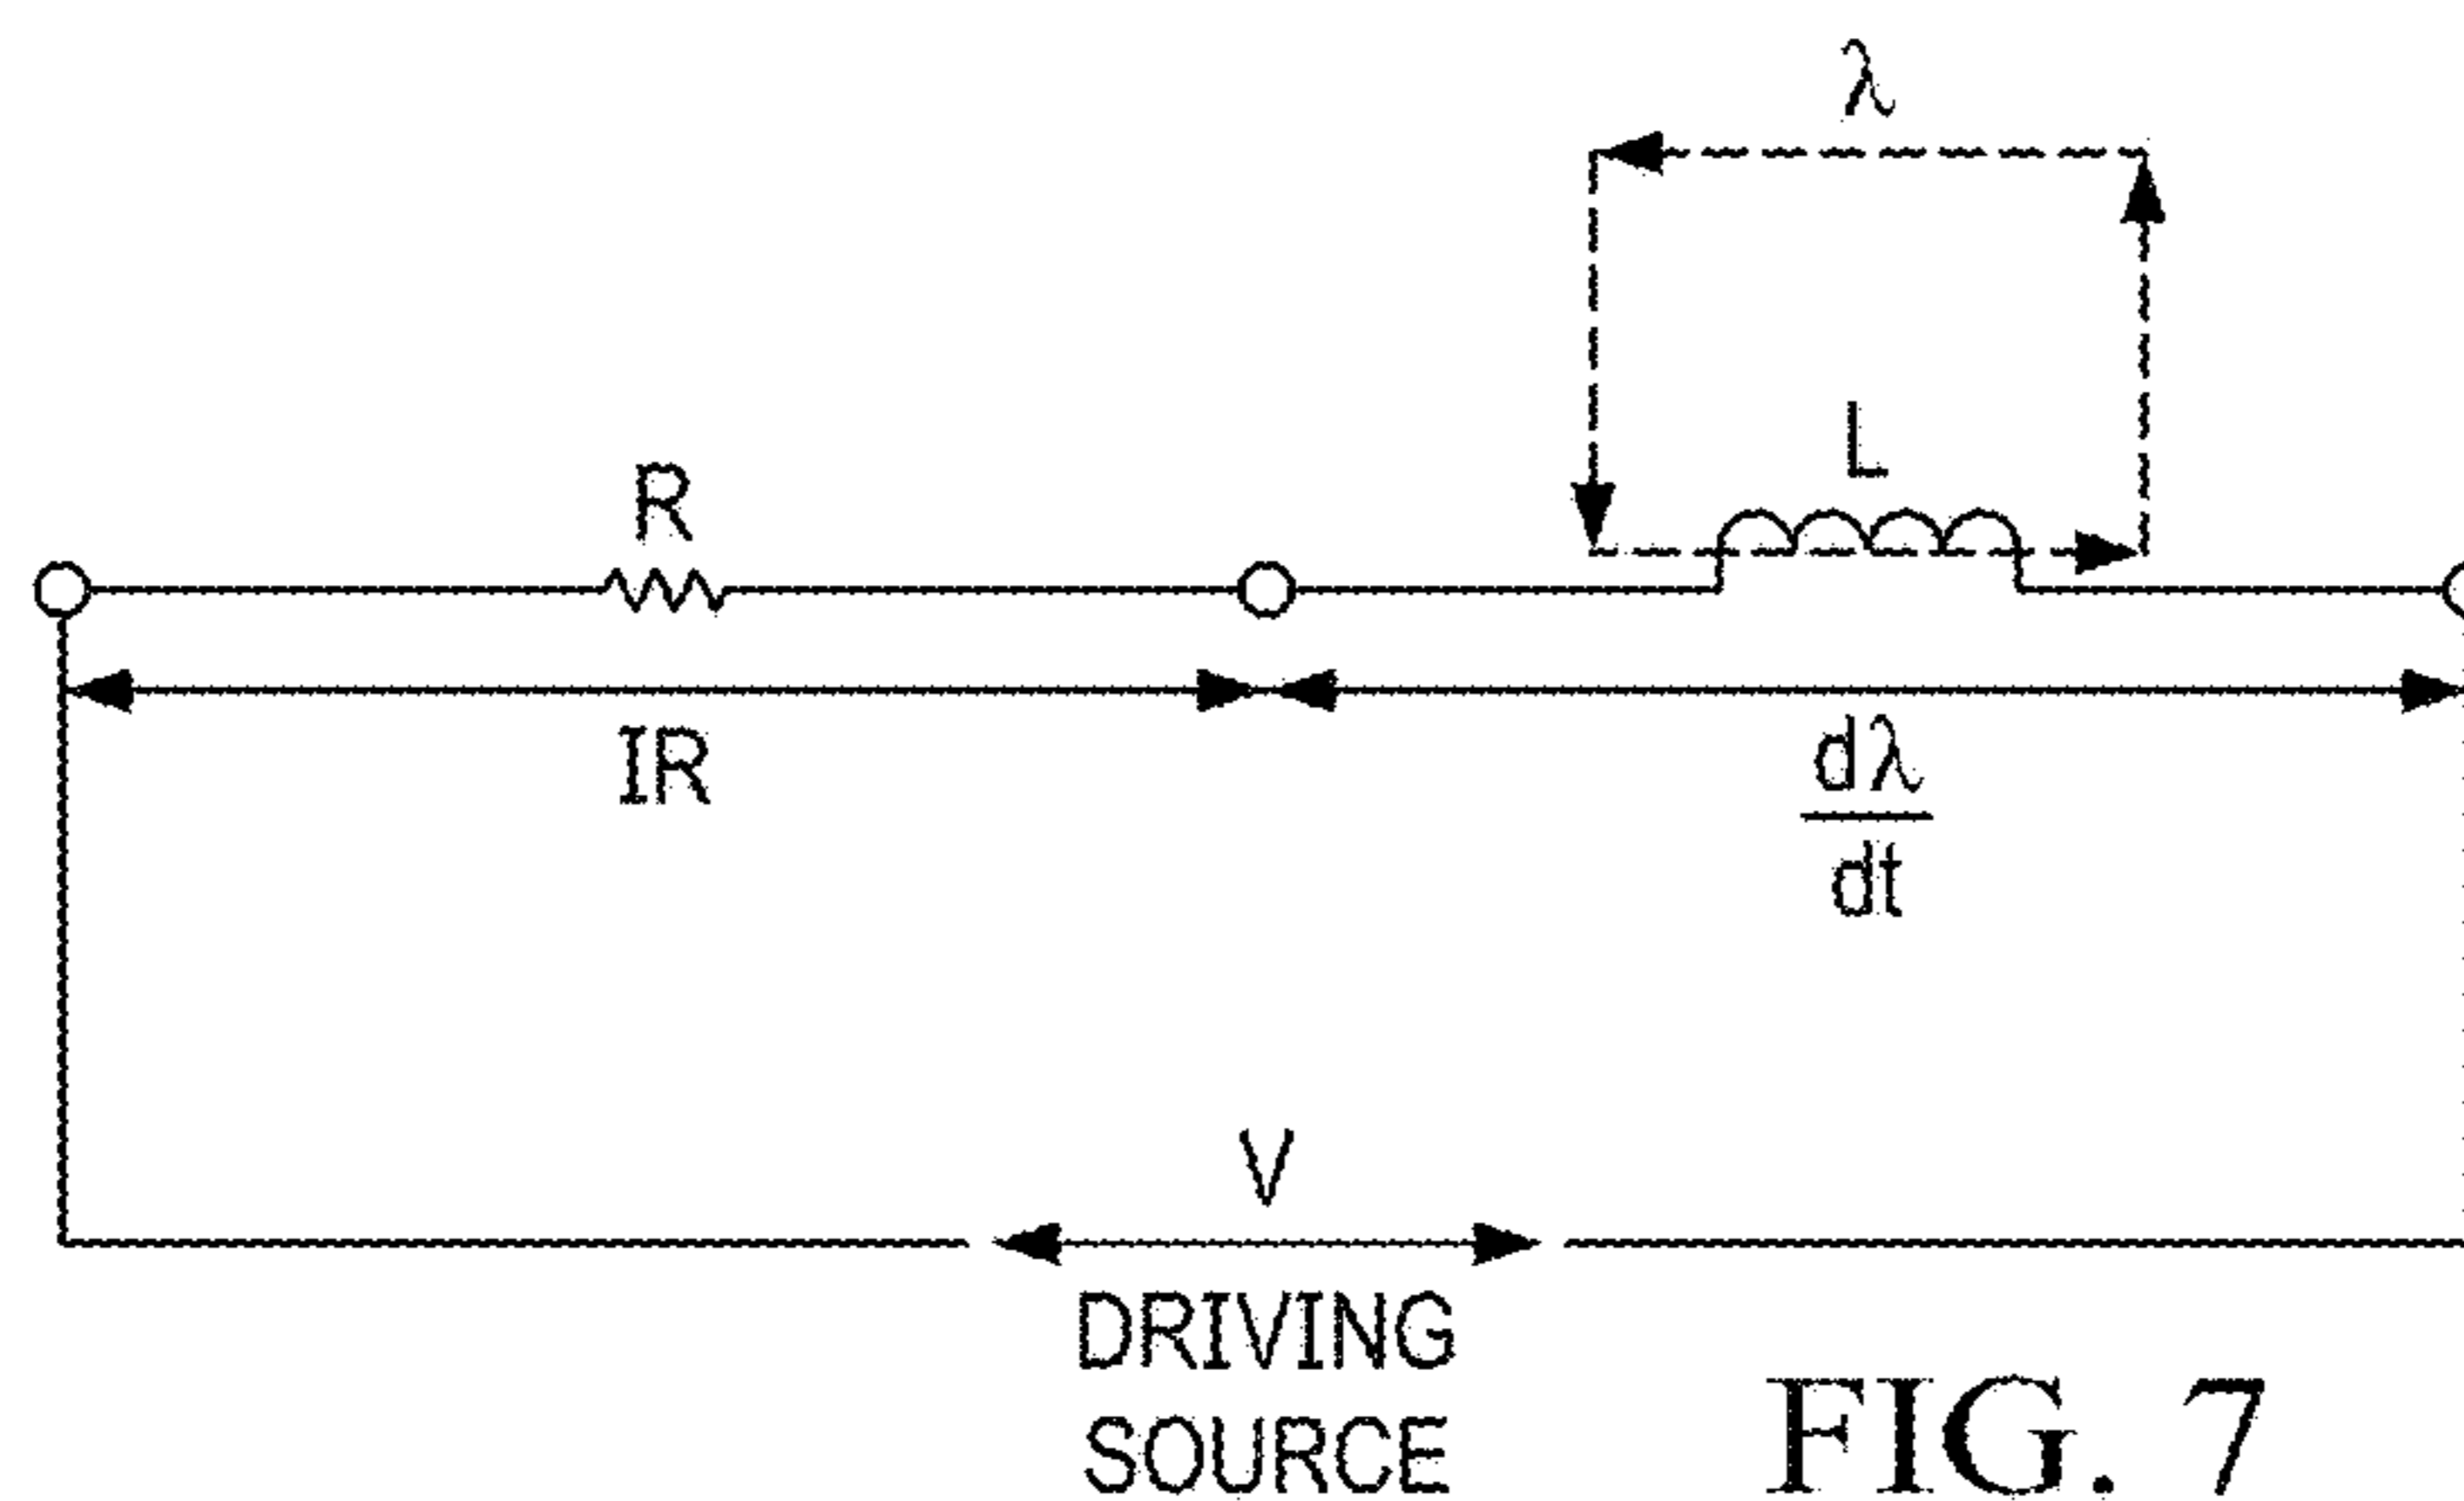 λ
L
R
IR
dλ
dt
V
DRIVING
SOURCE
FIG. 7